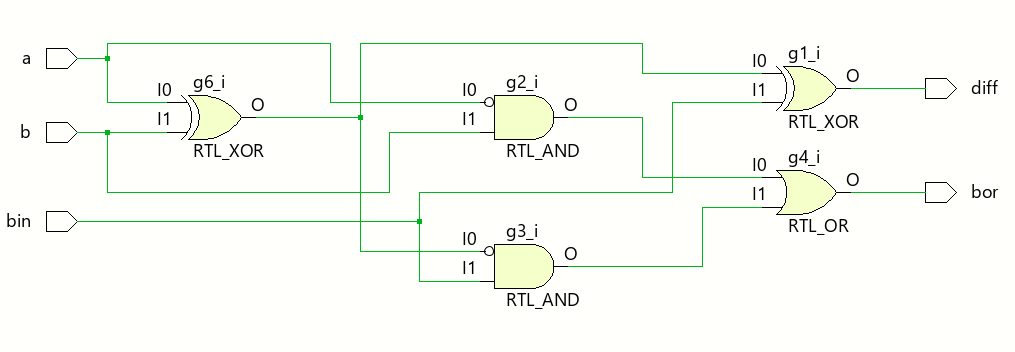 a
b
bin
g6_i
I0
I1
O
RTL_XOR
g2_i
I0
I1
O
RTL_AND
g3_i
I0
I1
O
RTL_AND
g1_i
I0
I1
O
RTL_XOR
g4_i
I0
I1
O
RTL_OR
diff
bor